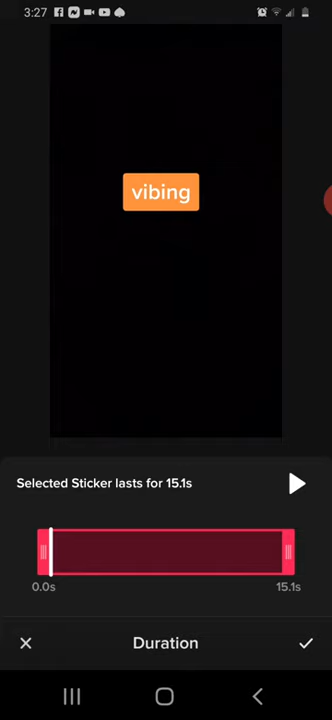 3:27
vibing
Selected Sticker lasts for 15.1s
0.0s 15.1s
Duration